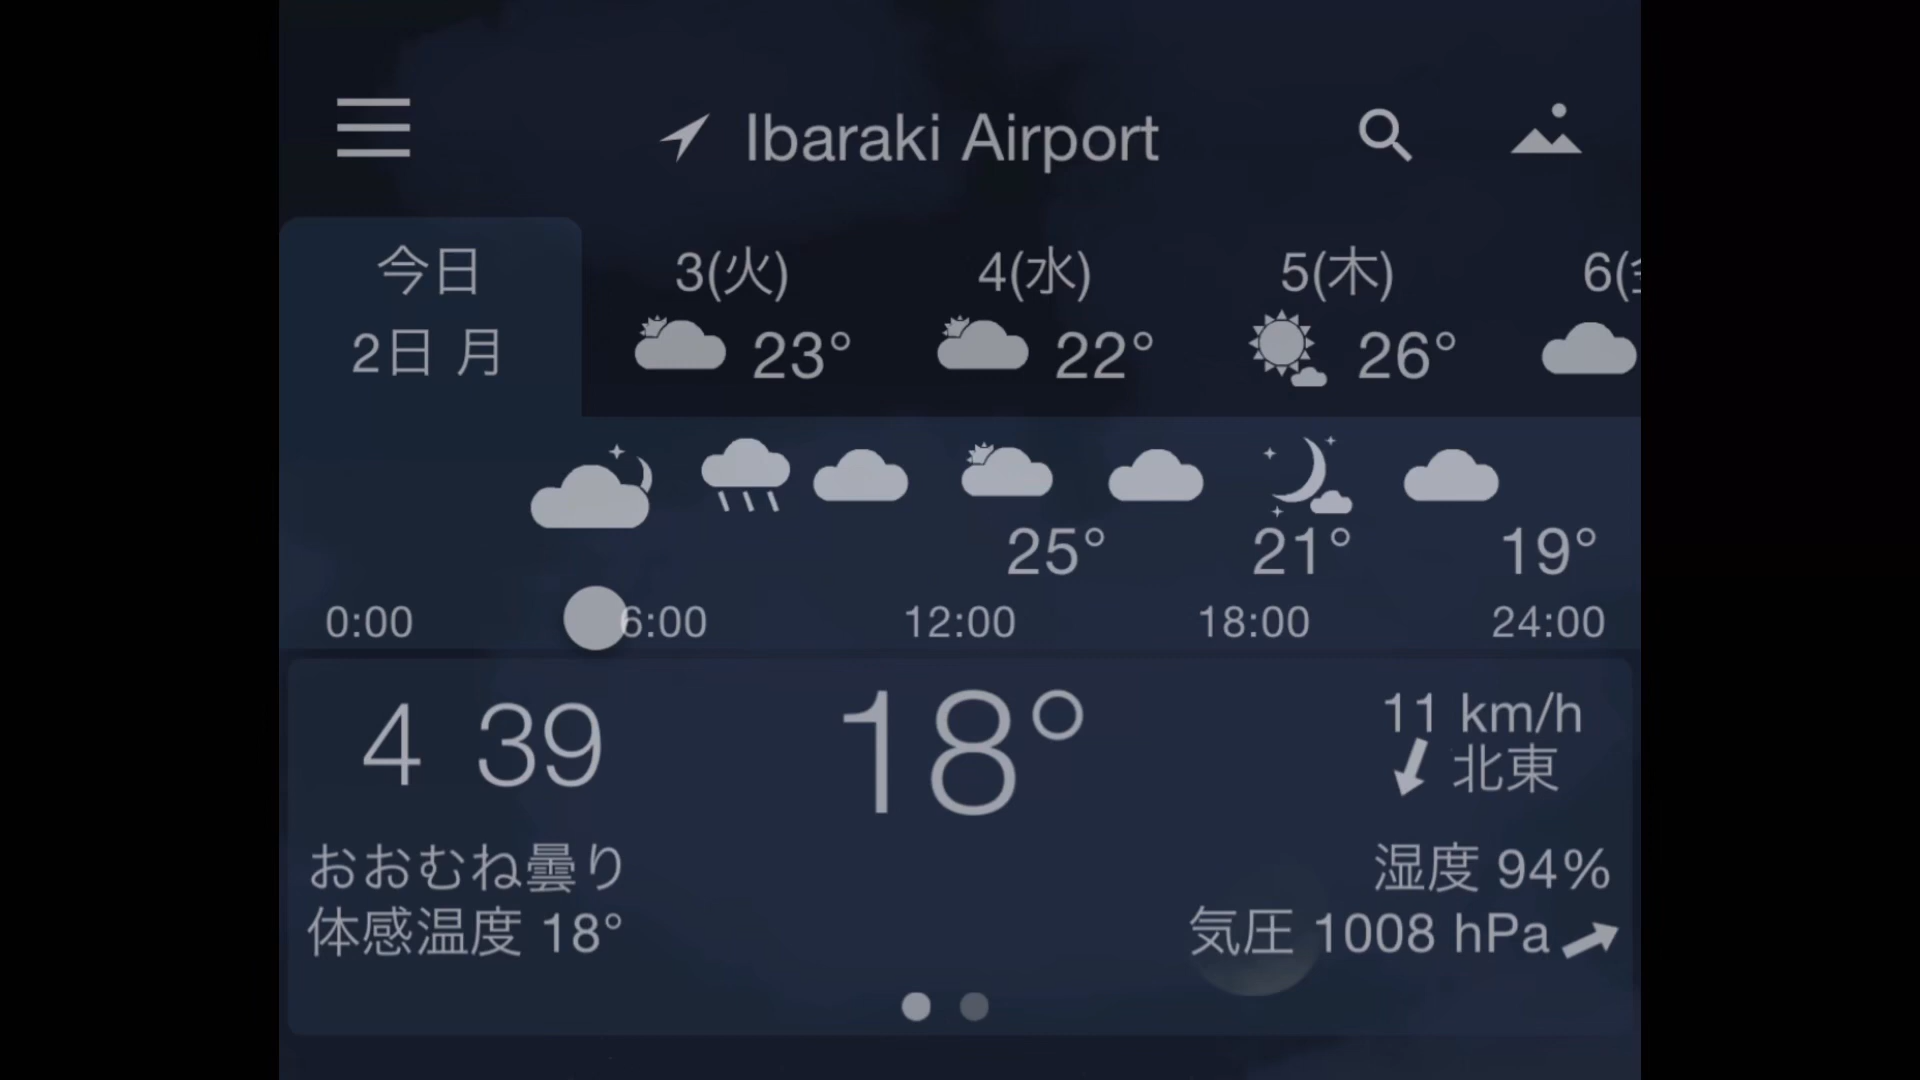 Ibaraki Airport
今日
2日 月
3(火)
23°
4(水)
22°
5(木)
26°
6(
25° 21° 19°
0:00 6:00 12:00 18:00 24:00
4 39
18°
11 km/h
北東
おおむね曇り
体感温度 18°
湿度 94%
気圧 1008 hPa